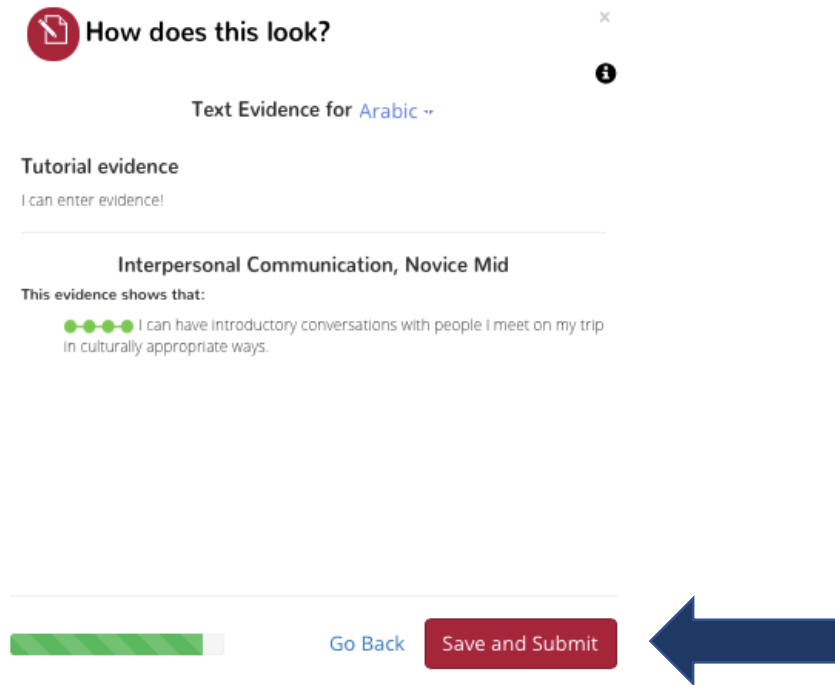 How does this look?
×
i
Text Evidence for Arabic
Tutorial evidence
I can enter evidence!
Interpersonal Communication, Novice Mid
This evidence shows that:
I can have introductory conversations with people I meet on my trip
in culturally appropriate ways.
Go Back Save and Submit